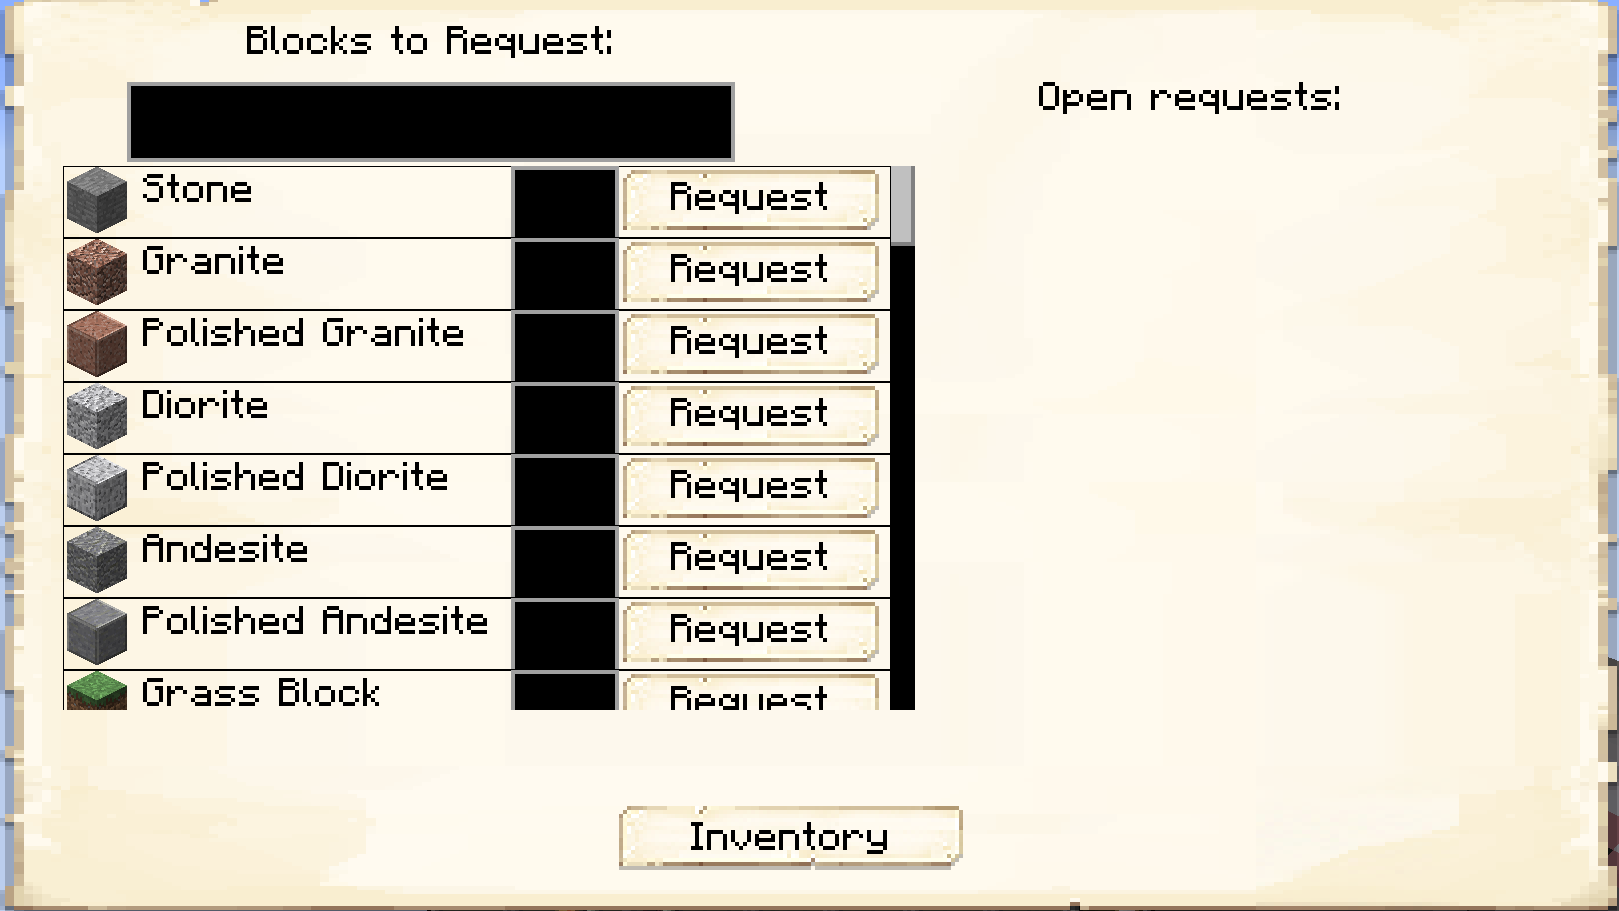 Blocks to Request:
Open requests:
Stone
Request
Granite
Request
Polished Granite
Request
Diorite
Request
Polished Diorite
Request
Andesite
Request
Polished Andesite
Request
Grass Block
Request
Inventory